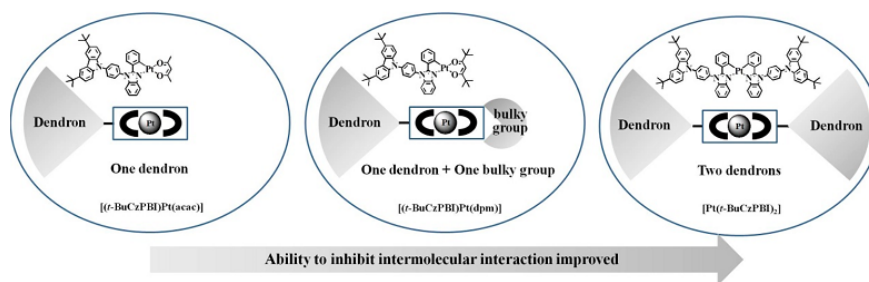 Dendron
Pt
One dendron
[(t-BuCzPBI)Pt(acac)]
Dendron
Pt
bulky
group
One dendron + One bulky group
[(t-BuCzPBI)Pt(dpm)]
Dendron
Pt
Dendron
Two dendrons
[Pt(t-BuCzPBI)₂]
Ability to inhibit intermolecular interaction improved